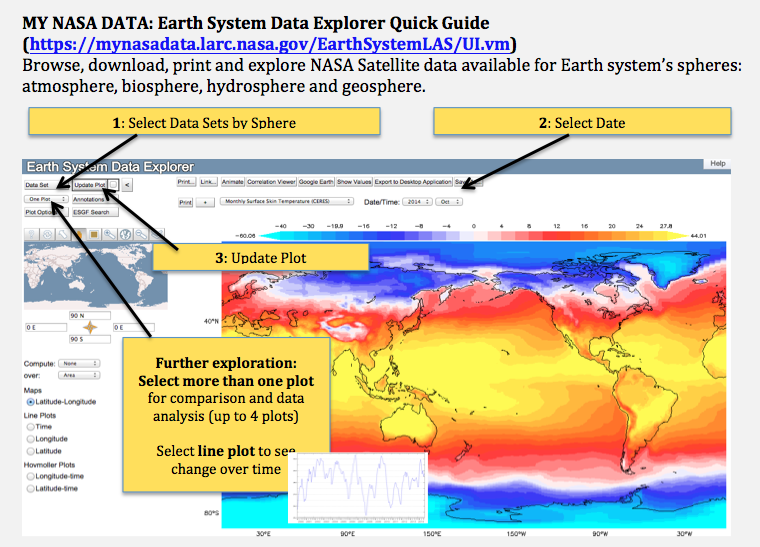 MY NASA DATA: Earth System Data Explorer Quick Guide
(https://mynasadata.larc.nasa.gov/EarthSystemLAS/UI.vm)
Browse, download, print and explore NASA Satellite data available for Earth system's spheres:
atmosphere, biosphere, hydrosphere and geosphere.
1: Select Data Sets by Sphere
2: Select Date
Earth System Data Explorer
Help
Data Set
Update Plot
<
Print...
Link...
Animate
Correlation Viewer
Google Earth
Show Values
Export to Desktop Application
One Plot
Annotations
Print
+
Monthly Surface Skin Temperature (CERES)
Date/Time:
2014
Oct
Plot Options
ESGF Search
-40 -30 -19.9 -16 -12 -8 -4 0 4 8 12 16 20 24 27.8
-60.06
44.01
3: Update Plot
90 N
0 E
0 E
90 S
40°N
Further exploration:
Select more than one plot
for comparison and data
analysis (up to 4 plots)
Select line plot to see
change over time
Compute:
None
over:
Area
Maps
Latitude-Longitude
Line Plots
Time
Longitude
Latitude
Hovmoller Plots
Longitude-time
Latitude-time
80°S
30°E 90°E 150°E 150°W 90°W 30°W